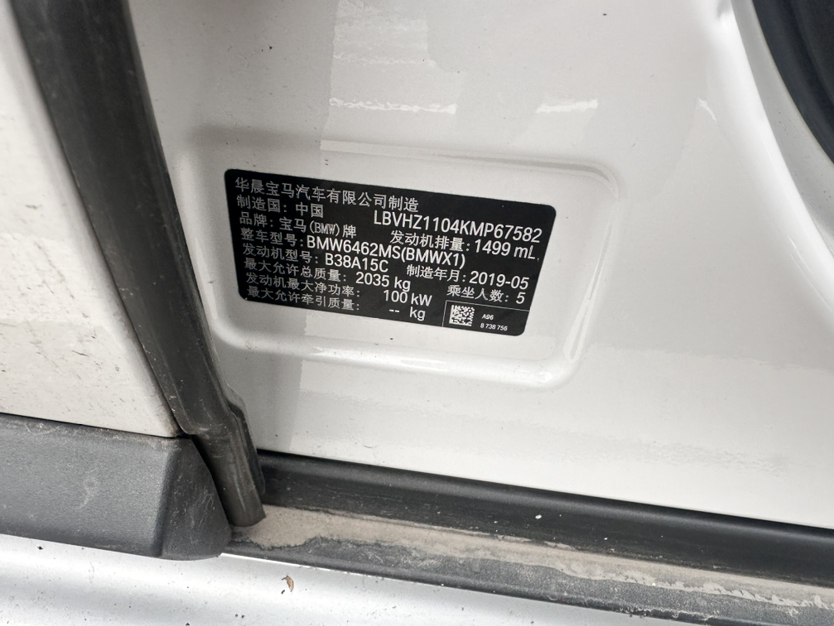 华晨宝马汽车有限公司制造
制造国: 中国 LBVHZ1104KMP67582
品牌: 宝马(BMW)牌 发动机排量: 1499 mL
整车型号: BMW6462MS(BMWX1)
发动机型号: B38A15C 制造年月: 2019-05
最大允许总质量: 2035 kg 乘坐人数: 5
发动机最大净功率: 100 kW
最大允许牵引质量: -- kg
A96
8 738 756